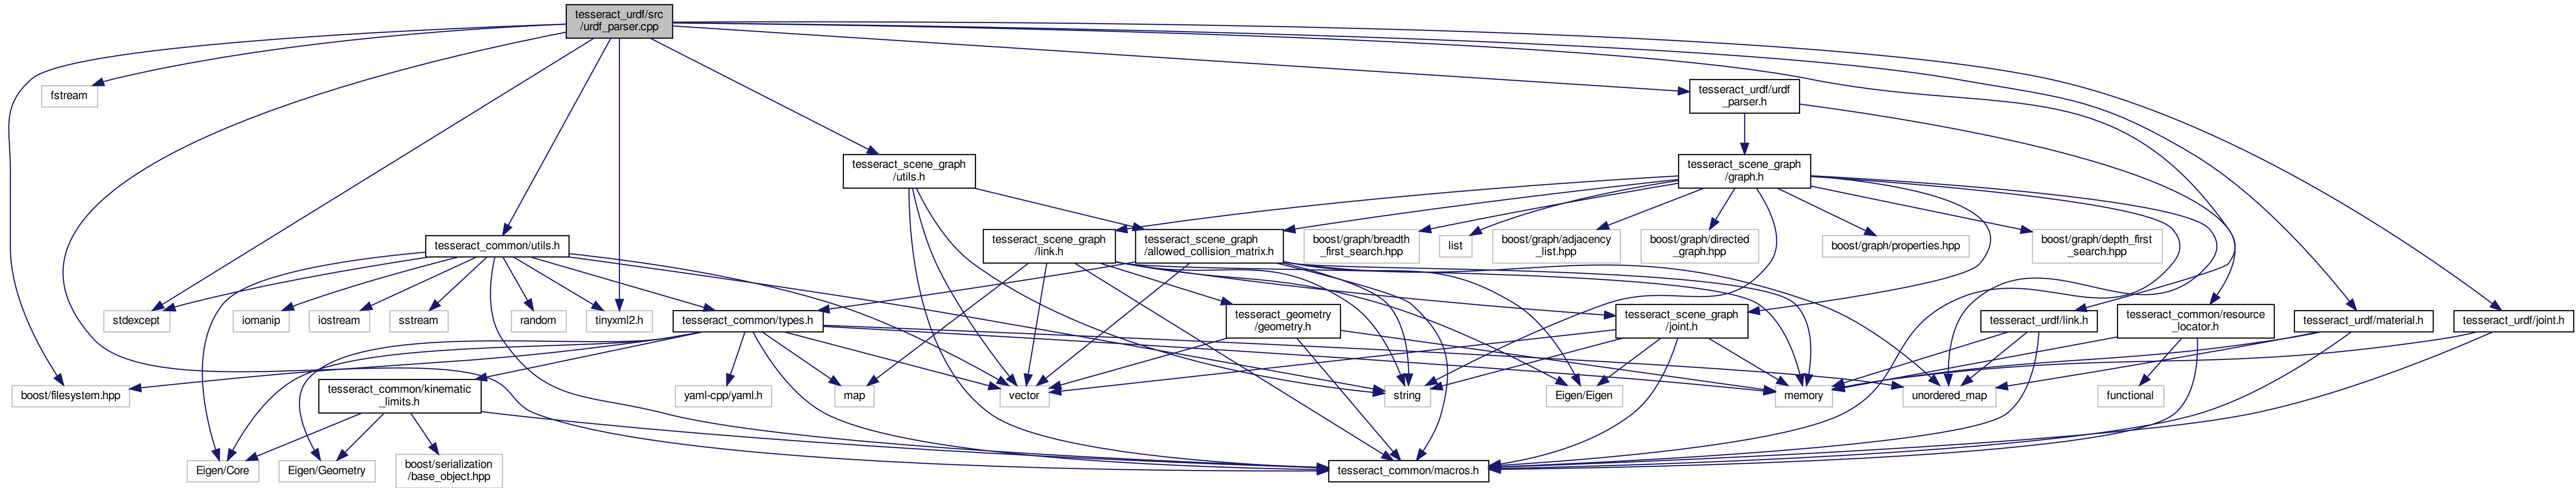 tesseract_urdf/src
/urdf_parser.cpp
fstream
tesseract_urdf/urdf
_parser.h
tesseract_scene_graph
/utils.h
tesseract_scene_graph
/graph.h
tesseract_common/utils.h
tesseract_scene_graph
/link.h
tesseract_scene_graph
/allowed_collision_matrix.h
boost/graph/breadth
_first_search.hpp
list
boost/graph/adjacency
_list.hpp
boost/graph/directed
_graph.hpp
boost/graph/properties.hpp
boost/graph/depth_first
_search.hpp
stdexcept
iomanip
iostream
sstream
random
tinyxml2.h
tesseract_common/types.h
tesseract_geometry
/geometry.h
tesseract_scene_graph
/joint.h
tesseract_urdf/link.h
tesseract_common/resource
_locator.h
tesseract_urdf/material.h
tesseract_urdf/joint.h
boost/filesystem.hpp
tesseract_common/kinematic
_limits.h
yaml-cpp/yaml.h
map
vector
string
Eigen/Eigen
memory
unordered_map
functional
Eigen/Core
Eigen/Geometry
boost/serialization
/base_object.hpp
tesseract_common/macros.h